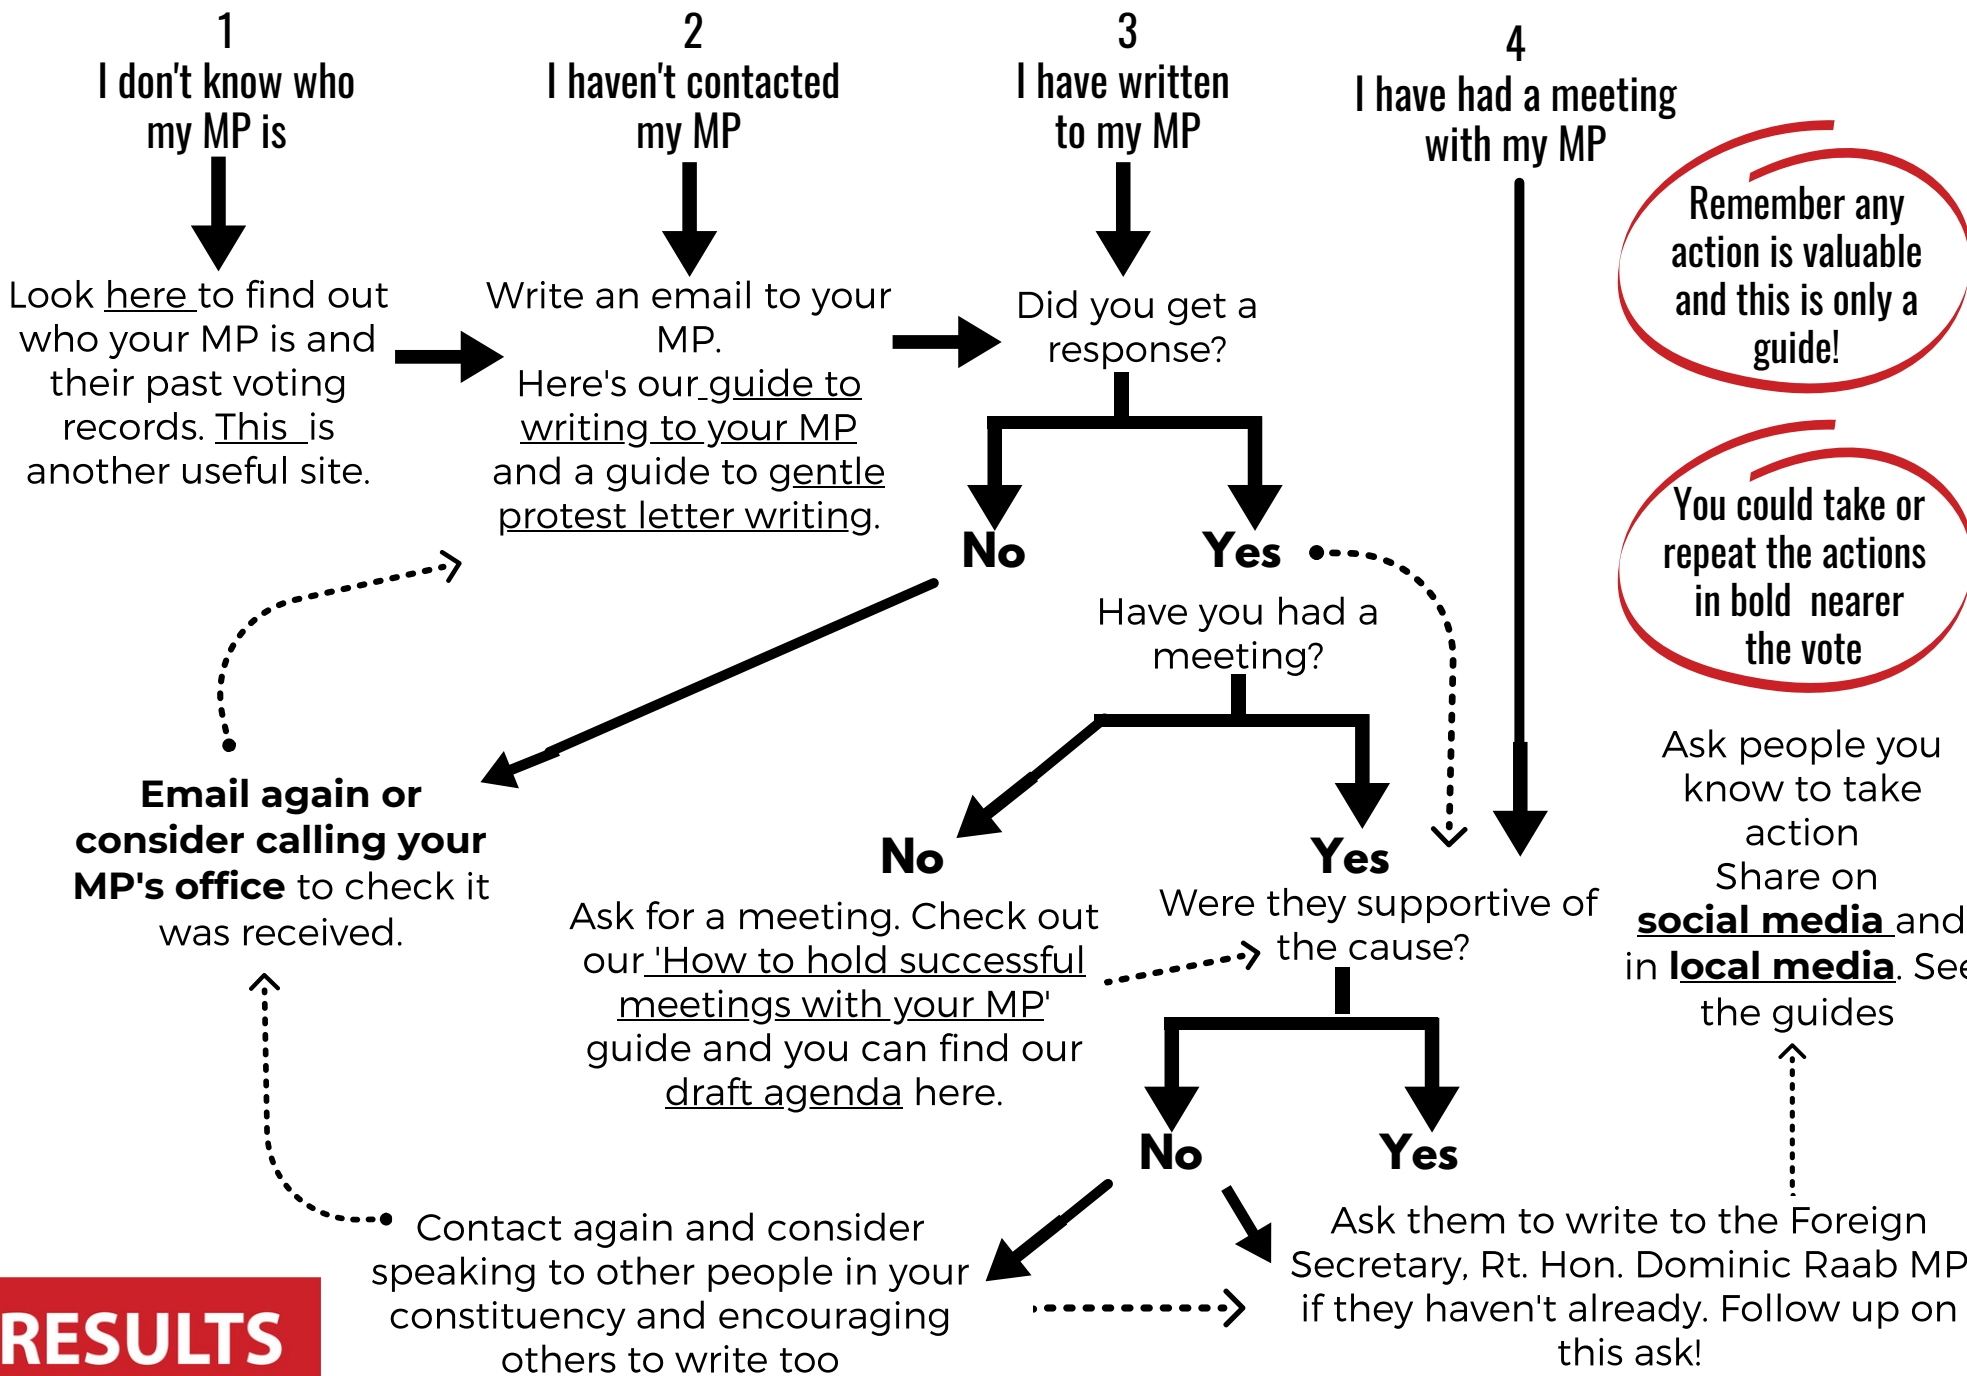 1
I don't know who
my MP is
2
I haven't contacted
my MP
3
I have written
to my MP
4
I have had a meeting
with my MP
Remember any
action is valuable
and this is only a
guide!
Look here to find out
who your MP is and
their past voting
records. This is
another useful site.
Write an email to your
MP.
Here's our guide to
writing to your MP
and a guide to gentle
protest letter writing.
Did you get a
response?
No
Yes
You could take or
repeat the actions
in bold nearer
the vote
Have you had a
meeting?
Email again or
consider calling your
MP's office to check it
was received.
No
Ask for a meeting. Check out
our 'How to hold successful
meetings with your MP'
guide and you can find our
draft agenda here.
Yes
Were they supportive of
the cause?
Ask people you
know to take
action
Share on
social media and
in local media. See
the guides
No
Yes
Contact again and consider
speaking to other people in your
constituency and encouraging
others to write too
Ask them to write to the Foreign
Secretary, Rt. Hon. Dominic Raab MP
if they haven't already. Follow up on
this ask!
RESULTS